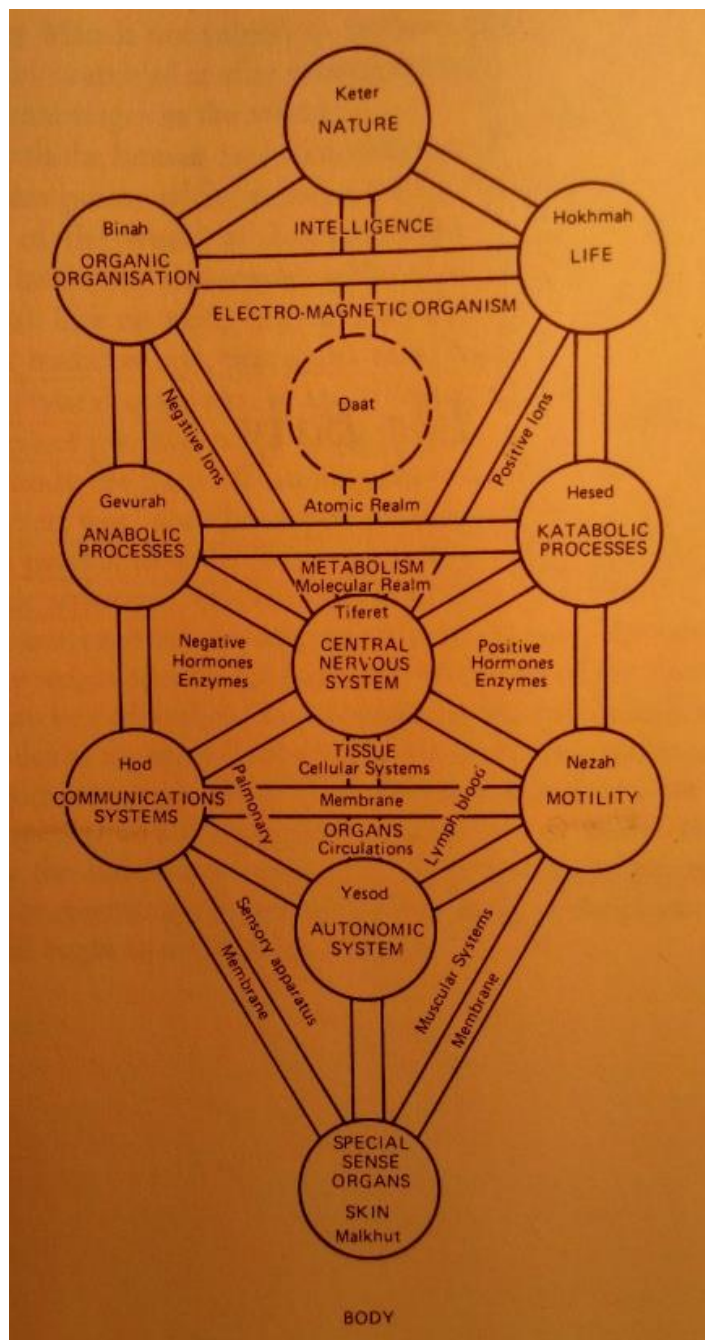 Keter
NATURE
Binah
ORGANIC
ORGANISATION
Hokhmah
LIFE
INTELLIGENCE
ELECTRO-MAGNETIC ORGANISM
Negative Ions
Daat
Positive Ions
Gevurah
ANABOLIC
PROCESSES
Atomic Realm
Hesed
KATABOLIC
PROCESSES
METABOLISM
Molecular Realm
Tiferet
CENTRAL
NERVOUS
SYSTEM
Negative
Hormones
Enzymes
Positive
Hormones
Enzymes
Hod
COMMUNICATIONS
SYSTEMS
TISSUE
Cellular Systems
Nezah
MOTILITY
Palmonary
Membrane
Lymph blood
ORGANS
Circulations
Yesod
AUTONOMIC
SYSTEM
Sensory apparatus
Membrane
Muscular Systems
Membrane
SPECIAL
SENSE
ORGANS
SKIN
Malkhut
BODY